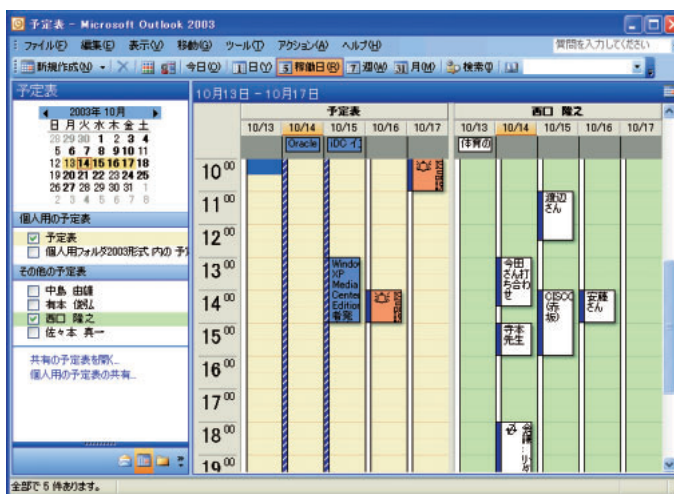 予定表 - Microsoft Outlook 2003
ファイル(F) 編集(E) 表示(V) 移動(G) ツール(T) アクション(A) ヘルプ(H) 質問を入力してください
新規作成(N) 今日(O) 1 日(Y) 5 稼働日(R) 7 週(W) 31 月(M) 検索(I)
予定表 10月13日 - 10月17日
2003年 10月
日 月 火 水 木 金 土
28 29 30 1 2 3 4
5 6 7 8 9 10 11
12 13 14 15 16 17 18
19 20 21 22 23 24 25
26 27 28 29 30 31 1
2 3 4 5 6 7 8
個人用の予定表
予定表
個人用フォルダ2003形式 内の 予
その他の予定表
中島 由雄
有本 俊弘
西口 隆之
佐々木 真一
共有の予定表を開く...
個人用の予定表の共有...
予定表 西口 隆之
10/13 10/14 10/15 10/16 10/17 10/13 10/14 10/15 10/16 10/17
Oracle iDC イ 体育の
10 00
11 00
12 00
13 00
14 00
15 00
16 00
17 00
18 00
19 00
Window
XP
Media
Center
Edition
渡辺
さん
今田
さん打
ち合わ
せ
CISCO
(赤
坂)
安藤
さん
寺本
先生
全部で 5 件あります。